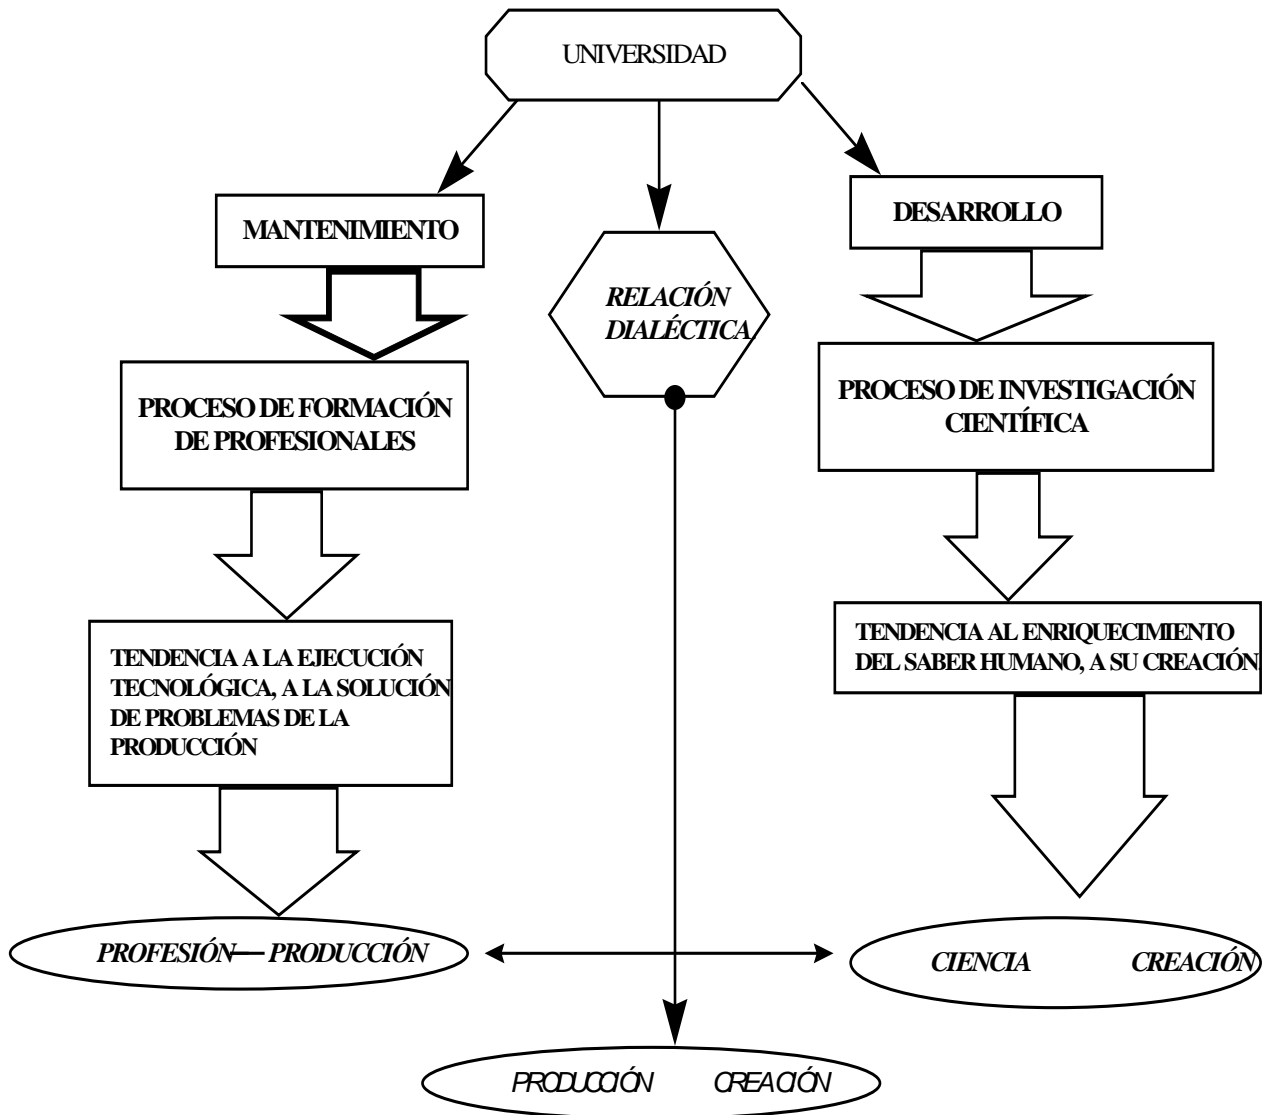 UNIVERSIDAD
MANTENIMIENTO
DESARROLLO
RELACIÓN
DIALÉCTICA.
PROCESO DE FORMACIÓN
DE PROFESIONALES
PROCESO DE INVESTIGACIÓN
CIENTÍFICA
TENDENCIA A LA EJECUCIÓN
TECNOLÓGICA, A LA SOLUCIÓN
DE PROBLEMAS DE LA
PRODUCCIÓN
TENDENCIA AL ENRIQUECIMIENTO
DEL SABER HUMANO, A SU CREACIÓN.
PROFESIÓN— PRODUCCIÓN
CIENCIA CREACIÓN
PRODUCCIÓN CREACIÓN